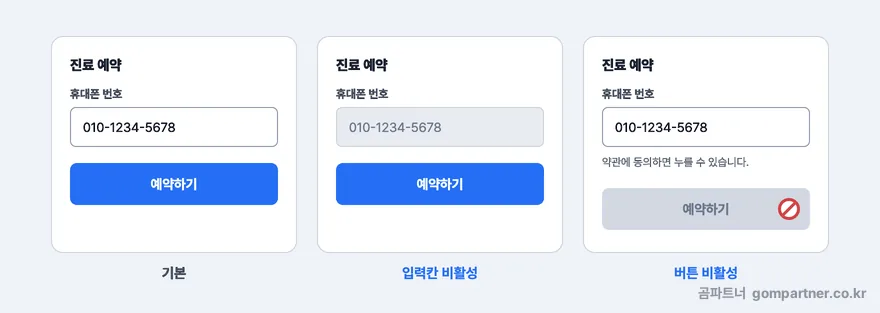 진료 예약
휴대폰 번호
010-1234-5678
예약하기
기본
진료 예약
휴대폰 번호
010-1234-5678
예약하기
입력칸 비활성
진료 예약
휴대폰 번호
010-1234-5678
약관에 동의하면 누를 수 있습니다.
예약하기
버튼 비활성
곰파트너 gompartner.co.kr